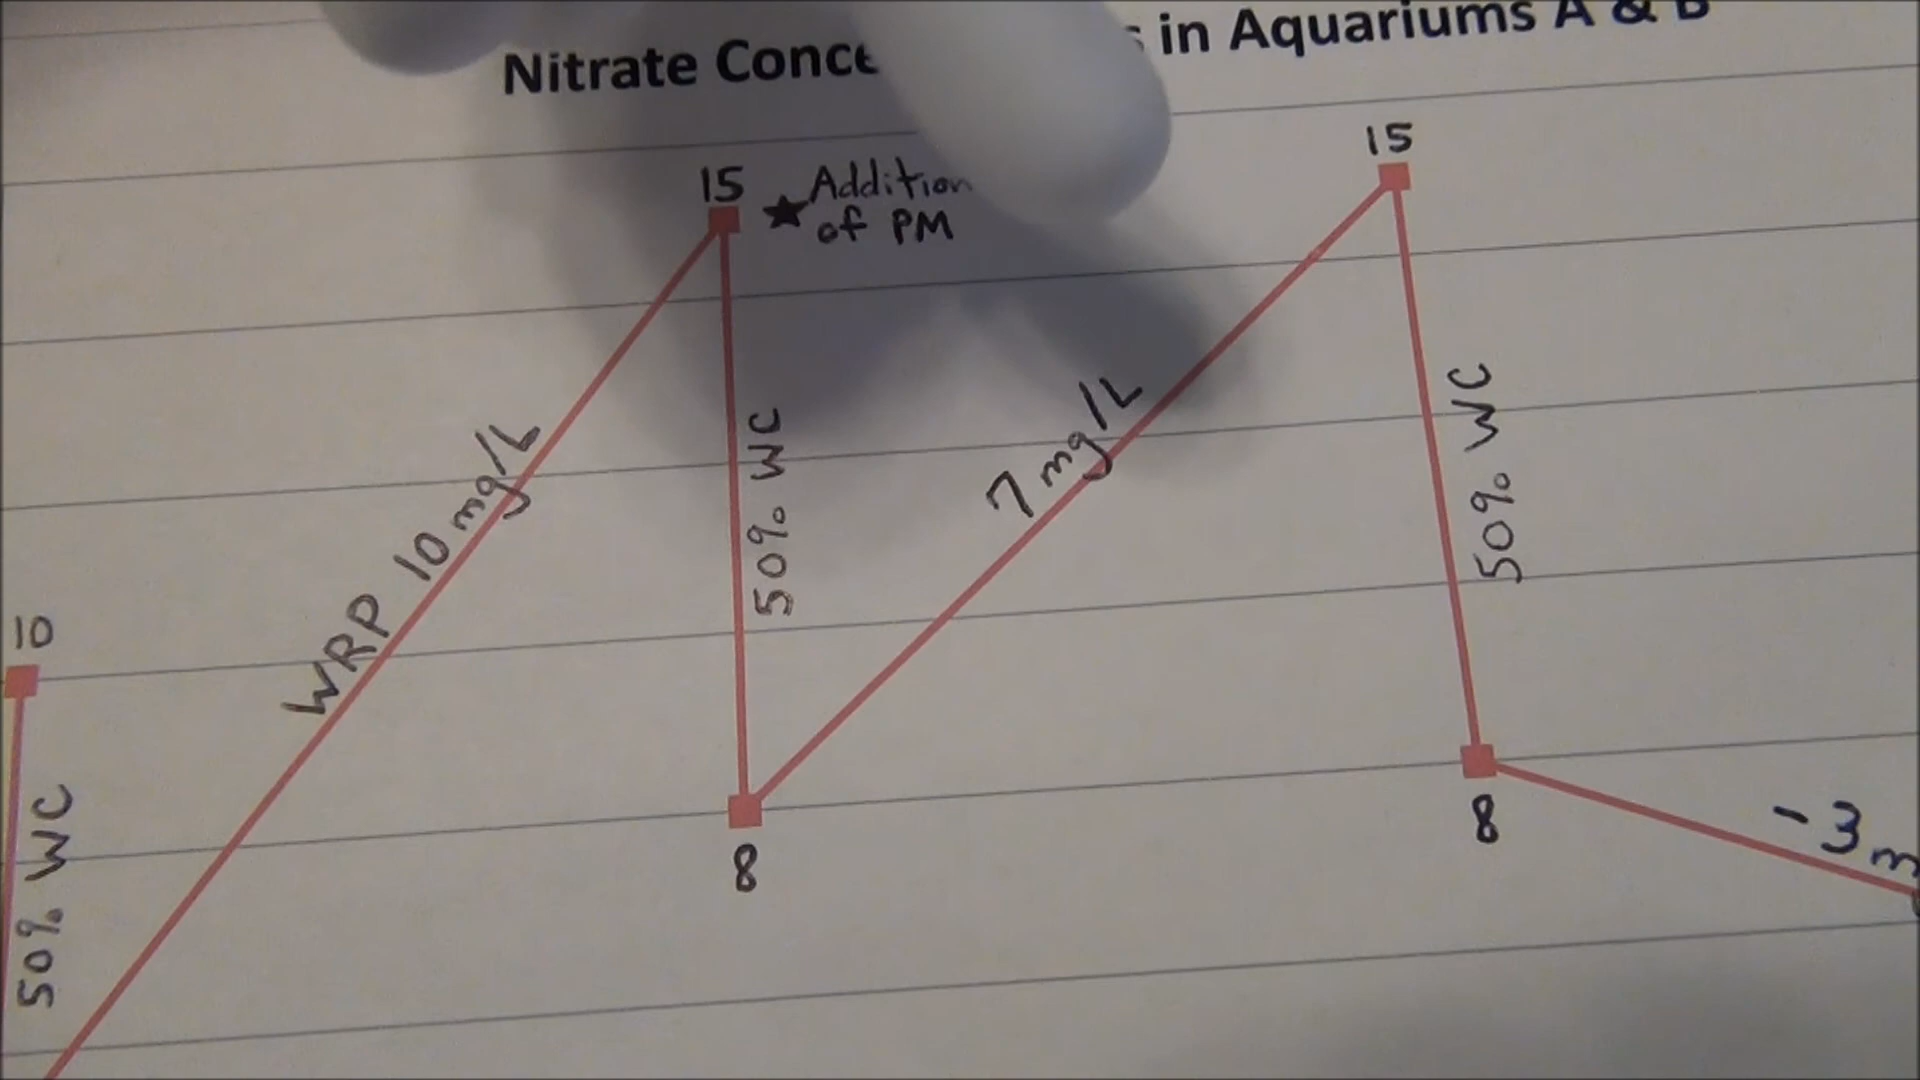 Nitrate in Aquariums A & B
15
Addition
of PM
15
WRP 10 mg/L
50% WC
7 mg/L
50% WC
10
50% WC
8
8
-3